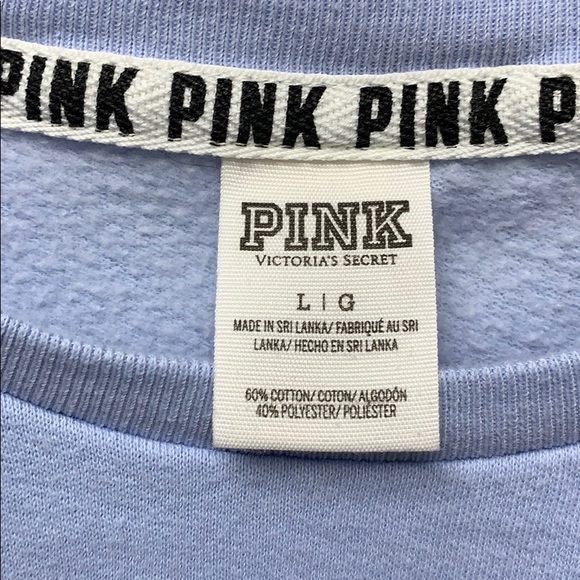 PINK PINK PINK P
PINK
VICTORIA'S SECRET
L | G
MADE IN SRI LANKA/ FABRIQUÉ AU SRI
LANKA/ HECHO EN SRI LANKA
60% COTTON/ COTON/ ALGODÓN
40% POLYESTER/ POLIÉSTER